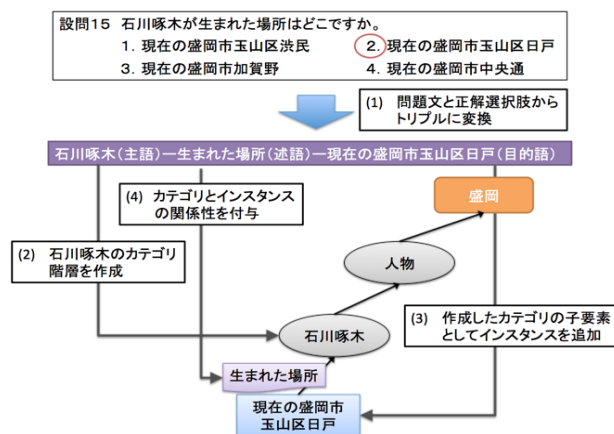 設問15 石川啄木が生まれた場所はどこですか。
1. 現在の盛岡市玉山区渋民 2. 現在の盛岡市玉山区日戸
3. 現在の盛岡市加賀野 4. 現在の盛岡市中央通
(1) 問題文と正解選択肢から
トリプルに変換
石川啄木(主語)―生まれた場所(述語)―現在の盛岡市玉山区日戸(目的語)
(4) カテゴリとインスタンス
の関係性を付与
盛岡
(2) 石川啄木のカテゴリ
階層を作成
人物
(3) 作成したカテゴリの子要素
としてインスタンスを追加
石川啄木
生まれた場所
現在の盛岡市
玉山区日戸